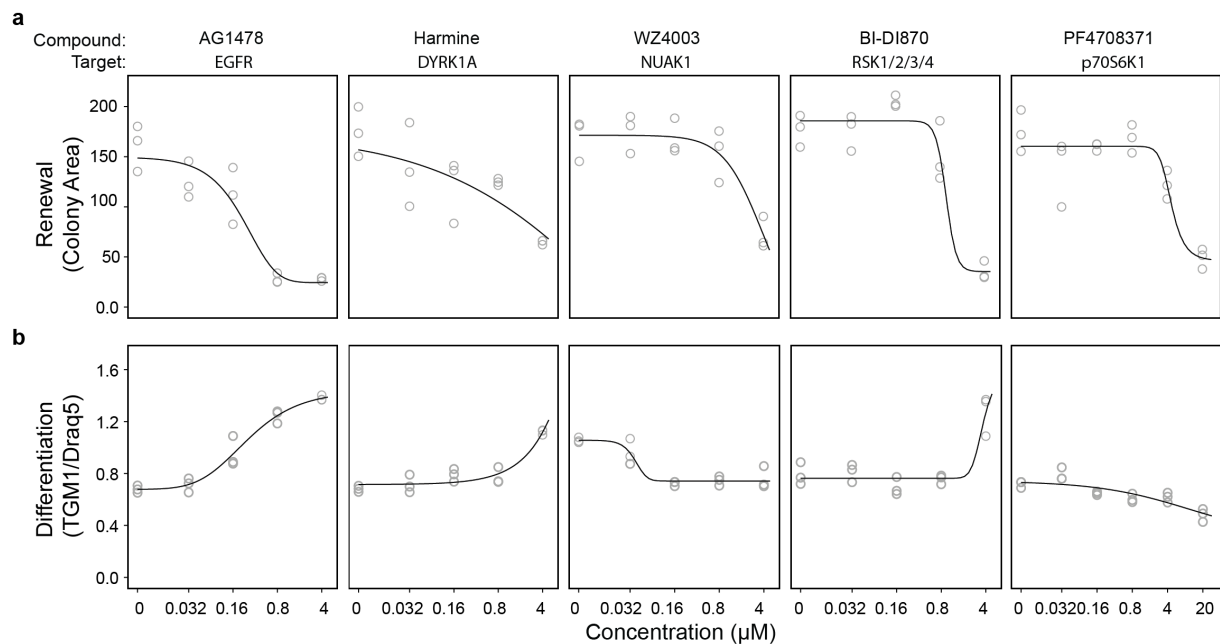 a
Compound: AG1478 Harmine WZ4003 BI-DI870 PF4708371
Target: EGFR DYRK1A NUAK1 RSK1/2/3/4 p70S6K1
Renewal
(Colony Area)
200
150
100
50
0.0
b
Differentiation
(TGM1/Draq5)
1.6
1.2
0.8
0.4
0.0
0 0.032 0.16 0.8 4 0 0.032 0.16 0.8 4 0 0.032 0.16 0.8 4 0 0.032 0.16 0.8 4 0 0.032 0.16 0.8 4 20
Concentration (µM)